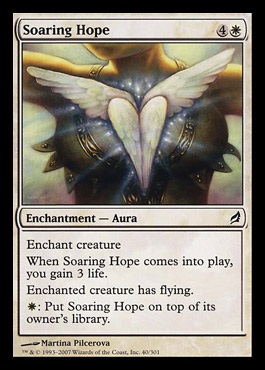 Soaring Hope 4
Enchantment — Aura
Enchant creature
When Soaring Hope comes into play,
you gain 3 life.
Enchanted creature has flying.
: Put Soaring Hope on top of its
owner's library.
Martina Pilcerova
™ & © 1993-2007 Wizards of the Coast, Inc. 40/301